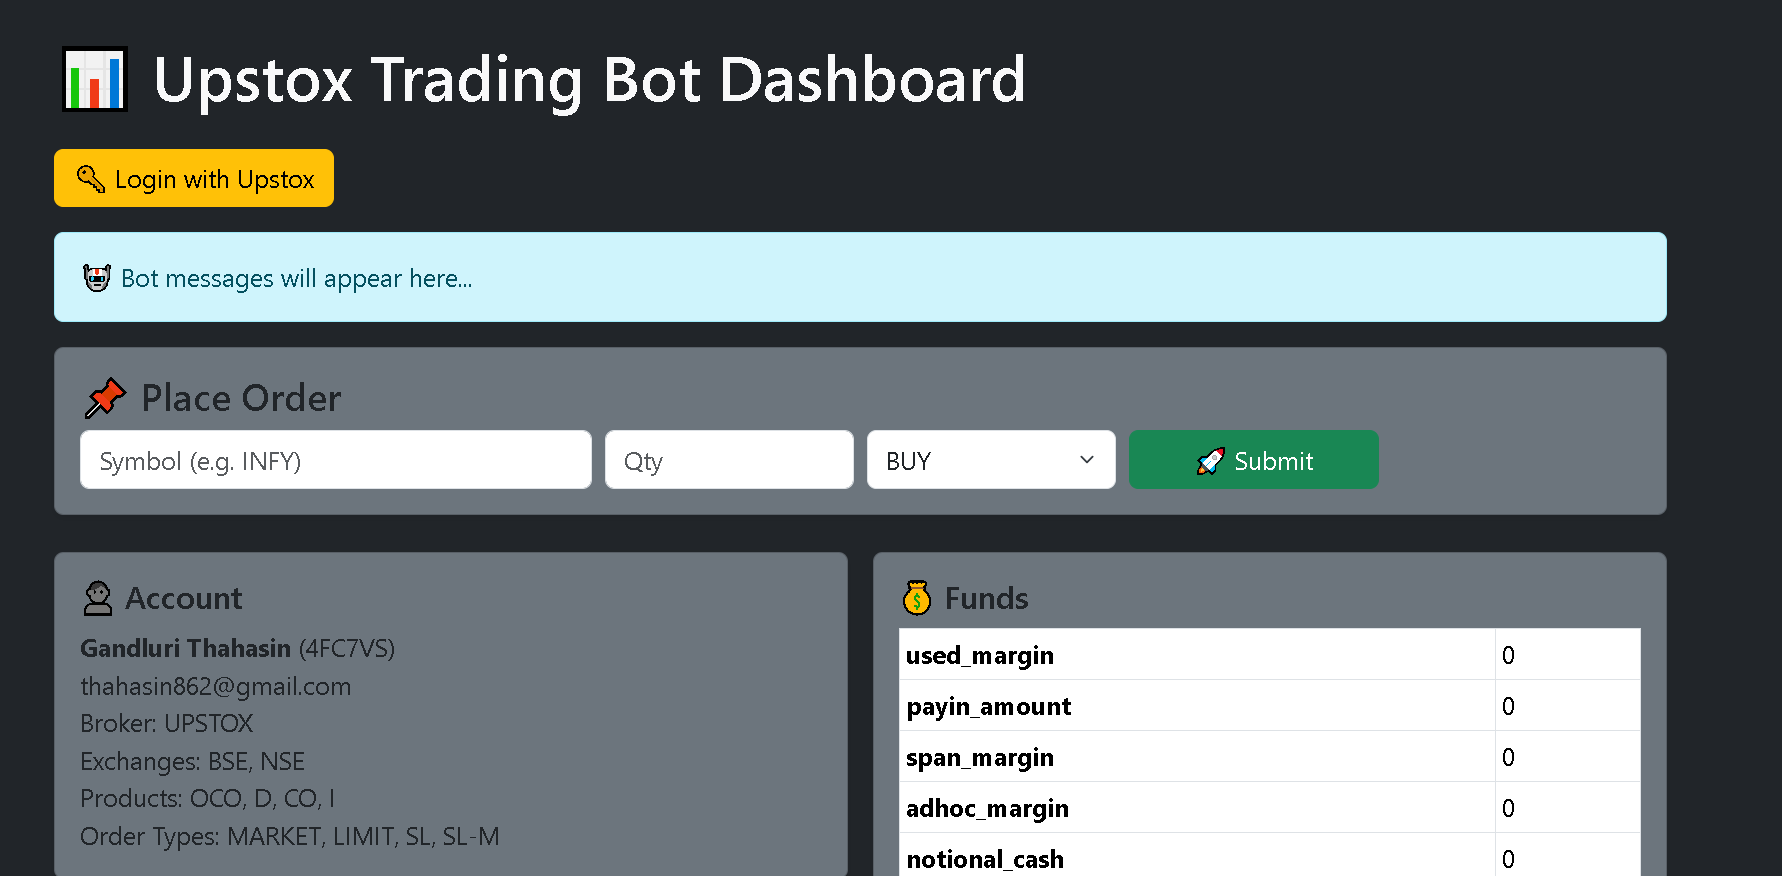 Upstox Trading Bot Dashboard
Login with Upstox
Bot messages will appear here...
Place Order
Symbol (e.g. INFY) Qty BUY Submit
Account
Gandluri Thahasin (4FC7VS)
thahasin862@gmail.com
Broker: UPSTOX
Exchanges: BSE, NSE
Products: OCO, D, CO, I
Order Types: MARKET, LIMIT, SL, SL-M
Funds
used_margin 0
payin_amount 0
span_margin 0
adhoc_margin 0
notional_cash 0